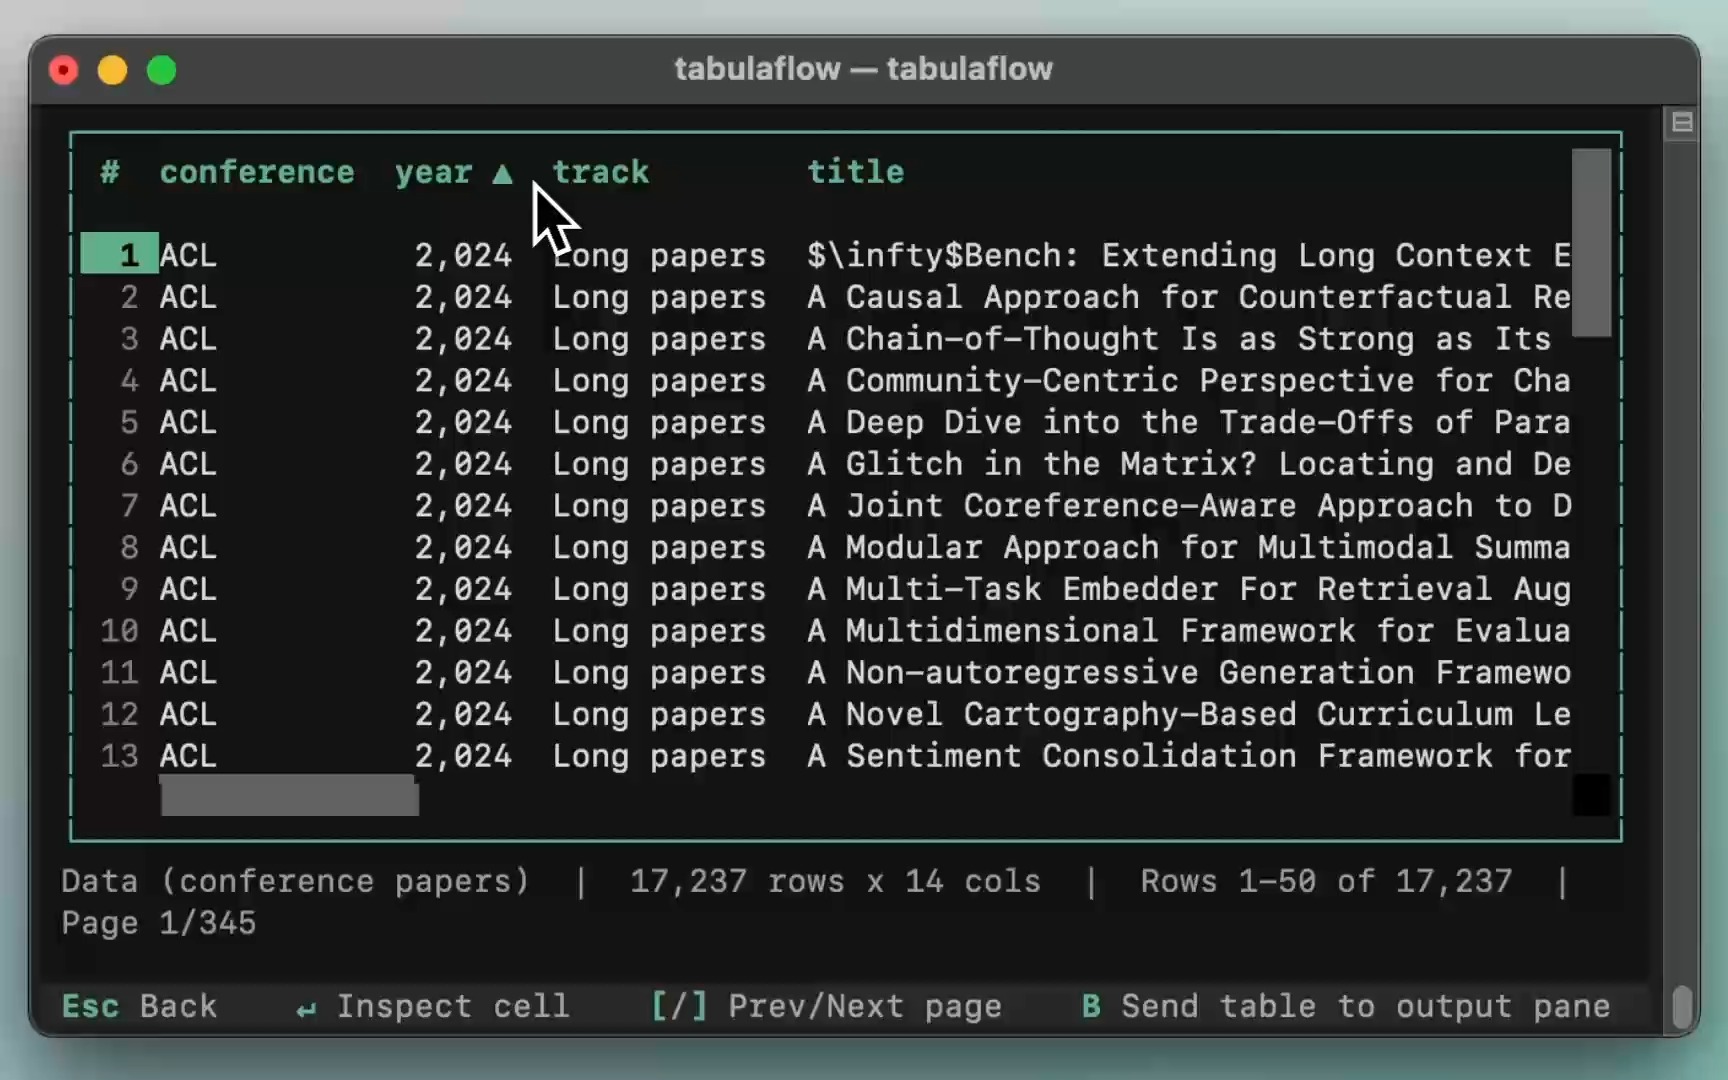 tabulaflow — tabulaflow
# conference year ▲ track title
1 ACL 2,024 Long papers $\infty$Bench: Extending Long Context E
2 ACL 2,024 Long papers A Causal Approach for Counterfactual Re
3 ACL 2,024 Long papers A Chain-of-Thought Is as Strong as Its
4 ACL 2,024 Long papers A Community-Centric Perspective for Cha
5 ACL 2,024 Long papers A Deep Dive into the Trade-Offs of Para
6 ACL 2,024 Long papers A Glitch in the Matrix? Locating and De
7 ACL 2,024 Long papers A Joint Coreference-Aware Approach to D
8 ACL 2,024 Long papers A Modular Approach for Multimodal Summa
9 ACL 2,024 Long papers A Multi-Task Embedder For Retrieval Aug
10 ACL 2,024 Long papers A Multidimensional Framework for Evalua
11 ACL 2,024 Long papers A Non-autoregressive Generation Framewo
12 ACL 2,024 Long papers A Novel Cartography-Based Curriculum Le
13 ACL 2,024 Long papers A Sentiment Consolidation Framework for
Data (conference papers) | 17,237 rows x 14 cols | Rows 1-50 of 17,237 |
Page 1/345
Esc Back ↵ Inspect cell [/] Prev/Next page B Send table to output pane